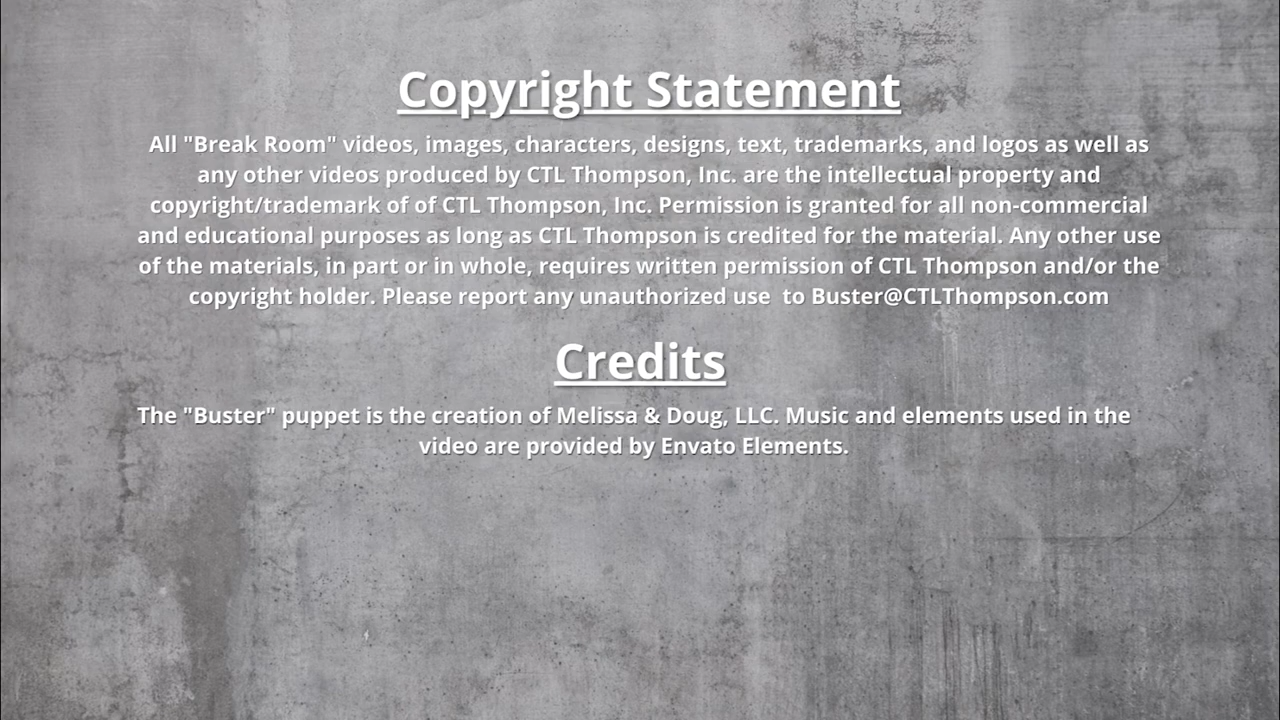 Copyright Statement
All "Break Room" videos, images, characters, designs, text, trademarks, and logos as well as
any other videos produced by CTL Thompson, Inc. are the intellectual property and
copyright/trademark of of CTL Thompson, Inc. Permission is granted for all non-commercial
and educational purposes as long as CTL Thompson is credited for the material. Any other use
of the materials, in part or in whole, requires written permission of CTL Thompson and/or the
copyright holder. Please report any unauthorized use  to Buster@CTLThompson.com
Credits
The "Buster" puppet is the creation of Melissa & Doug, LLC. Music and elements used in the
video are provided by Envato Elements.